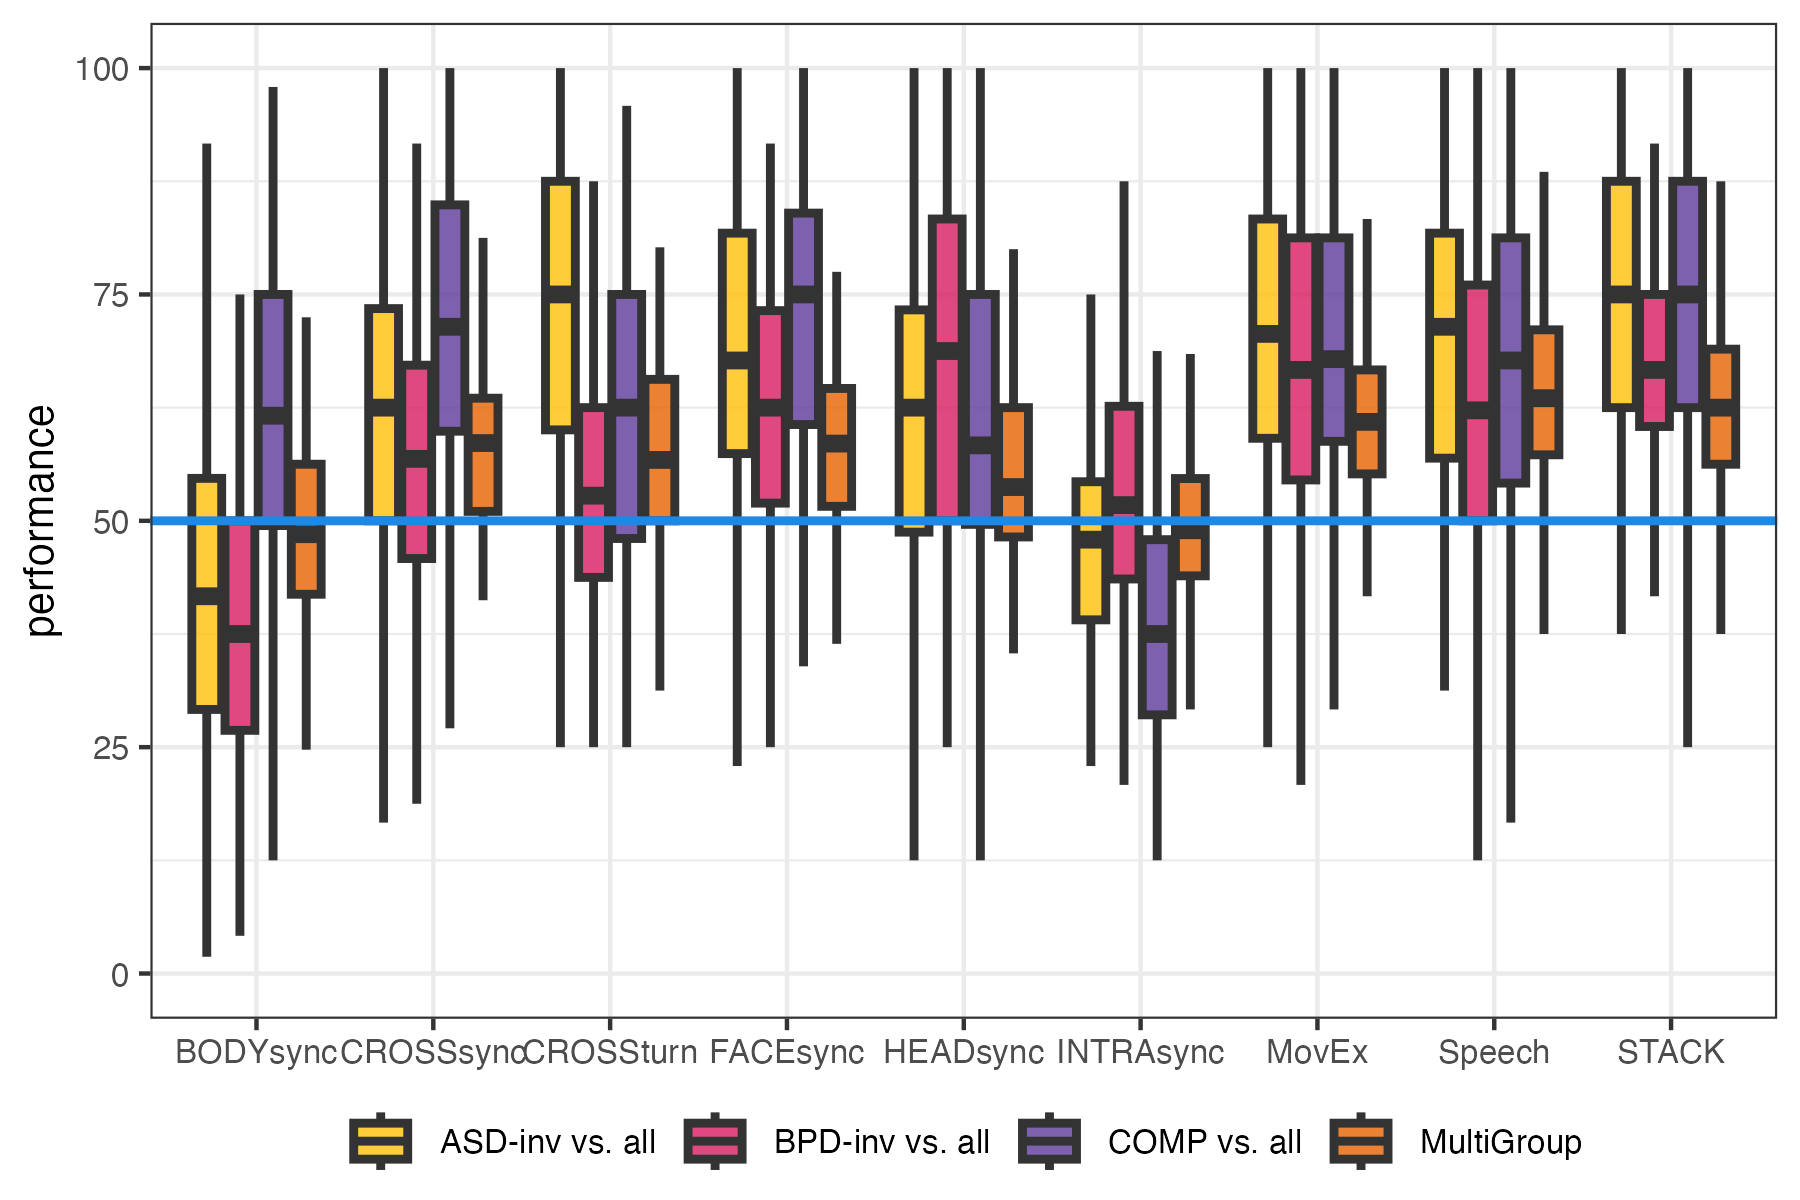 performance
100
75
50
25
0
BODYsync CROSSsync CROSSturn FACEsync HEADsync INTRAsync MovEx Speech STACK
ASD-inv vs. all BPD-inv vs. all COMP vs. all MultiGroup